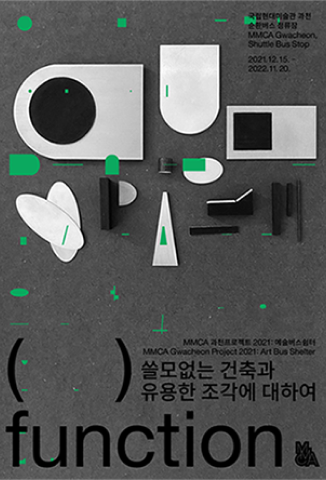 국립현대미술관 과천
순환버스 정류장
MMCA Gwacheon,
Shuttle Bus Stop
2021.12.15. –
2022.11.20.
MMCA 과천프로젝트 2021: 예술버스쉼터
MMCA Gwacheon Project 2021: Art Bus Shelter
( ) 쓸모없는 건축과
유용한 조각에 대하여
function
MMCA